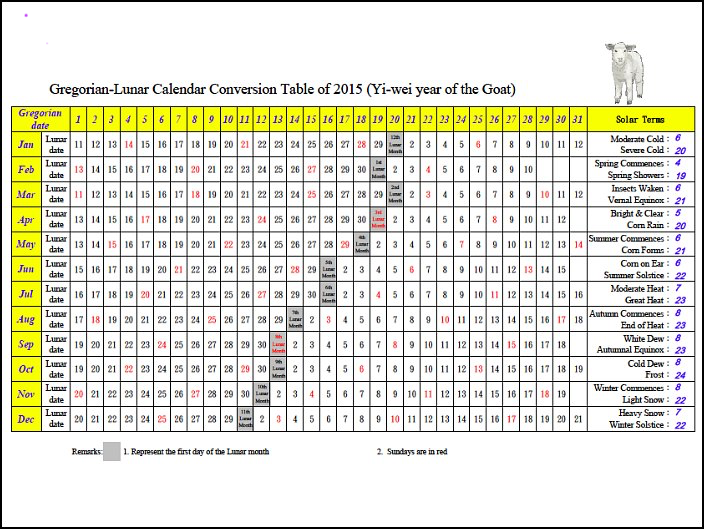 Gregorian-Lunar Calendar Conversion Table of 2015 (Yi-wei year of the Goat)
Gregorian date 1 2 3 4 5 6 7 8 9 10 11 12 13 14 15 16 17 18 19 20 21 22 23 24 25 26 27 28 29 30 31 Solar Terms
Jan Lunar date 11 12 13 14 15 16 17 18 19 20 21 22 23 24 25 26 27 28 29 12th Lunar Month 2 3 4 5 6 7 8 9 10 11 12 Moderate Cold: 6
Severe Cold: 20
Feb Lunar date 13 14 15 16 17 18 19 20 21 22 23 24 25 26 27 28 29 30 1st Lunar Month 2 3 4 5 6 7 8 9 10 Spring Commences: 4
Spring Showers: 19
Mar Lunar date 11 12 13 14 15 16 17 18 19 20 21 22 23 24 25 26 27 28 29 2nd Lunar Month 2 3 4 5 6 7 8 9 10 11 12 Insects Waken: 6
Vernal Equinox: 21
Apr Lunar date 13 14 15 16 17 18 19 20 21 22 23 24 25 26 27 28 29 30 3rd Lunar Month 2 3 4 5 6 7 8 9 10 11 12 Bright & Clear: 5
Corn Rain: 20
May Lunar date 13 14 15 16 17 18 19 20 21 22 23 24 25 26 27 28 29 4th Lunar Month 2 3 4 5 6 7 8 9 10 11 12 13 14 Summer Commences: 6
Corn Forms: 21
Jun Lunar date 15 16 17 18 19 20 21 22 23 24 25 26 27 28 29 5th Lunar Month 2 3 4 5 6 7 8 9 10 11 12 13 14 15 Corn on Ear: 6
Summer Solstice: 22
Jul Lunar date 16 17 18 19 20 21 22 23 24 25 26 27 28 29 30 6th Lunar Month 2 3 4 5 6 7 8 9 10 11 12 13 14 15 16 Moderate Heat: 7
Great Heat: 23
Aug Lunar date 17 18 19 20 21 22 23 24 25 26 27 28 29 7th Lunar Month 2 3 4 5 6 7 8 9 10 11 12 13 14 15 16 17 18 Autumn Commences: 8
End of Heat: 23
Sep Lunar date 19 20 21 22 23 24 25 26 27 28 29 30 8th Lunar Month 2 3 4 5 6 7 8 9 10 11 12 13 14 15 16 17 18 White Dew: 8
Autumnal Equinox: 23
Oct Lunar date 19 20 21 22 23 24 25 26 27 28 29 30 9th Lunar Month 2 3 4 5 6 7 8 9 10 11 12 13 14 15 16 17 18 19 Cold Dew: 8
Frost: 24
Nov Lunar date 20 21 22 23 24 25 26 27 28 29 30 10th Lunar Month 2 3 4 5 6 7 8 9 10 11 12 13 14 15 16 17 18 19 Winter Commences: 8
Light Snow: 22
Dec Lunar date 20 21 22 23 24 25 26 27 28 29 11th Lunar Month 2 3 4 5 6 7 8 9 10 11 12 13 14 15 16 17 18 19 20 21 Heavy Snow: 7
Winter Solstice: 22
Remarks: 1. Represent the first day of the Lunar month 2. Sundays are in red